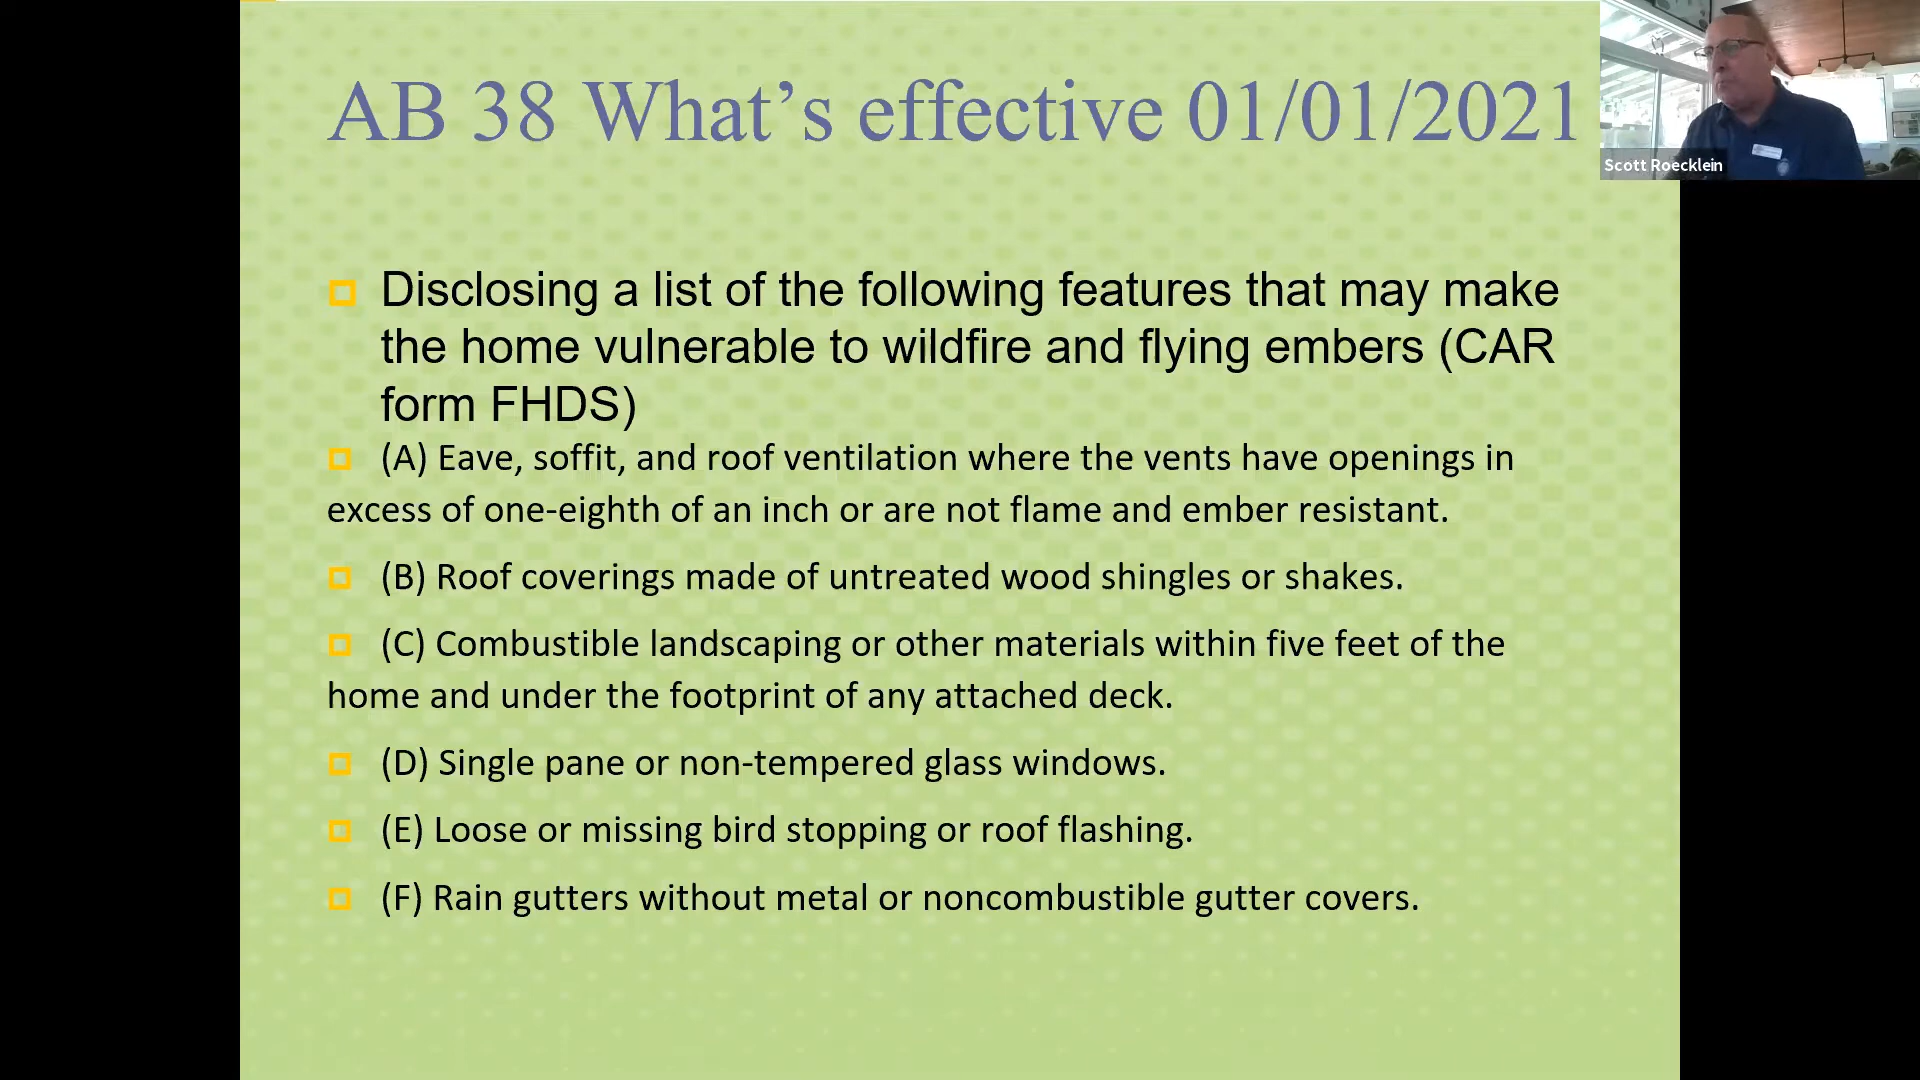 AB 38 What’s effective 01/01/2021
Scott Roecklein
Disclosing a list of the following features that may make
the home vulnerable to wildfire and flying embers (CAR
form FHDS)
(A) Eave, soffit, and roof ventilation where the vents have openings in
excess of one-eighth of an inch or are not flame and ember resistant.
(B) Roof coverings made of untreated wood shingles or shakes.
(C) Combustible landscaping or other materials within five feet of the
home and under the footprint of any attached deck.
(D) Single pane or non-tempered glass windows.
(E) Loose or missing bird stopping or roof flashing.
(F) Rain gutters without metal or noncombustible gutter covers.